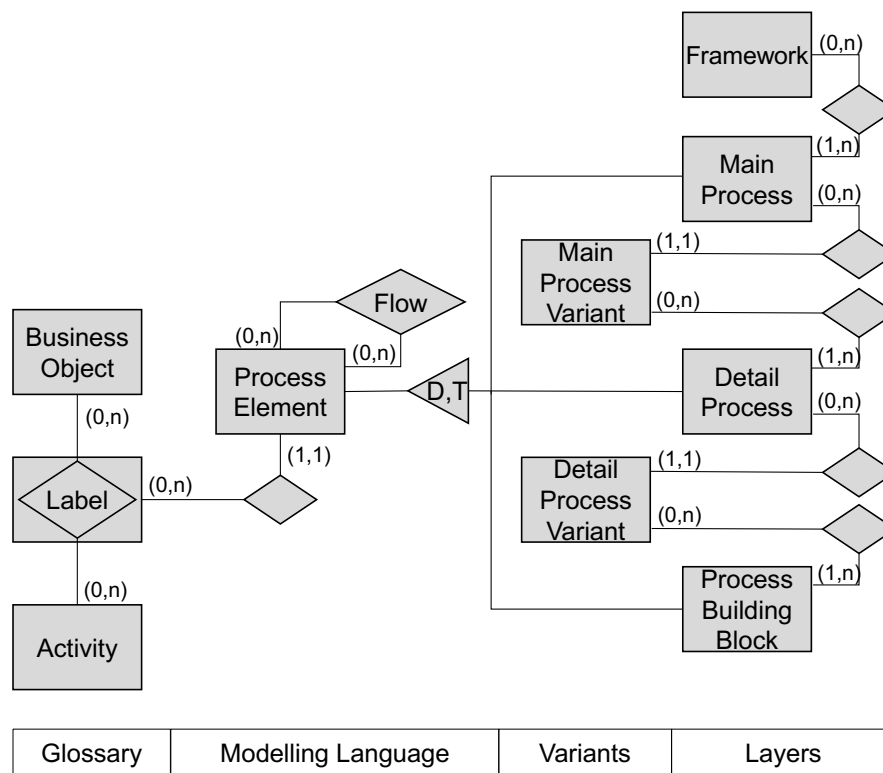 Framework
(0,n)
(1,n)
Main
Process
(0,n)
Main
Process
Variant
(1,1)
(0,n)
Flow
(0,n)
(0,n)
Business
Object
(0,n)
Process
Element
D,T
(1,n)
Detail
Process
(0,n)
(1,1)
Label
(0,n)
Detail
Process
Variant
(1,1)
(0,n)
(0,n)
Activity
(1,n)
Process
Building
Block
Glossary
Modelling Language
Variants
Layers